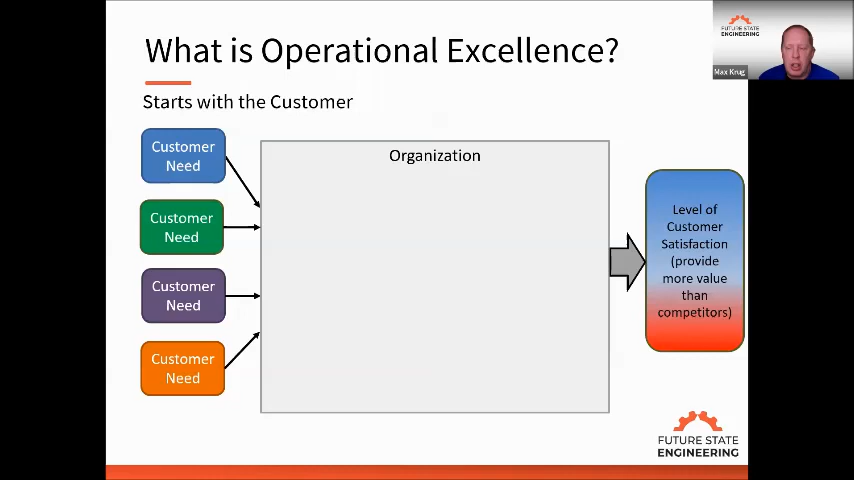 What is Operational Excellence?
Starts with the Customer
Customer
Need
Customer
Need
Customer
Need
Customer
Need
Organization
Level of
Customer
Satisfaction
(provide
more value
than
competitors)
FUTURE STATE
ENGINEERING
Max Krug
FUTURE STATE
ENGINEERING